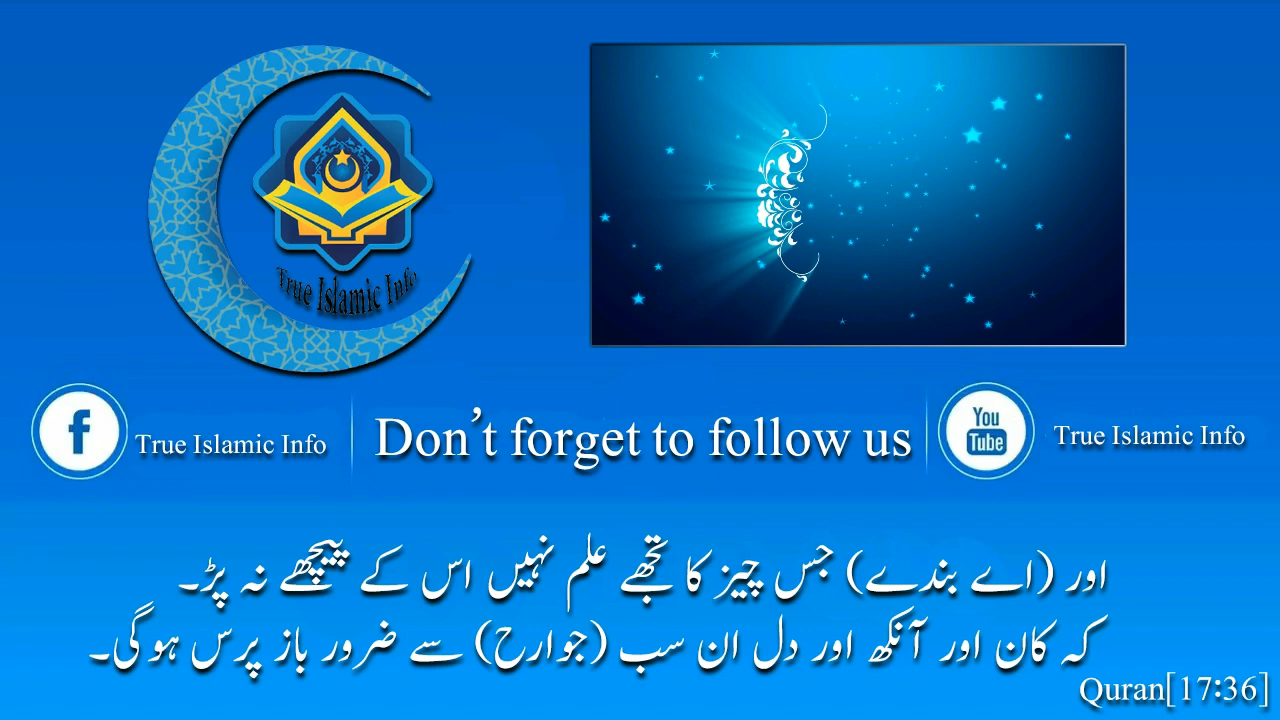 True Islamic Info
True Islamic Info
Don't forget to follow us
You
Tube
True Islamic Info
اور (اے بندے) جس چیز کا تجھے علم نہیں اس کے پیچھے نہ پڑ۔
کہ کان اور آنکھ اور دل ان سب (جوارح) سے ضرور باز پرس ہوگی۔
Quran[17:36]